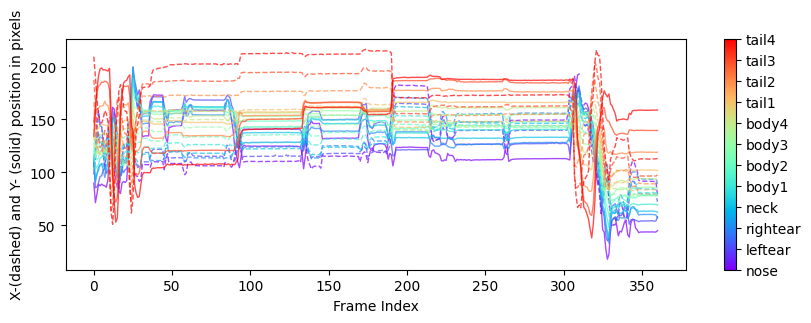 X-(dashed) and Y- (solid) position in pixels
200
150
100
50
0
50
100
150
200
250
300
350
Frame Index
tail4
tail3
tail2
tail1
body4
body3
body2
body1
neck
rightear
leftear
nose